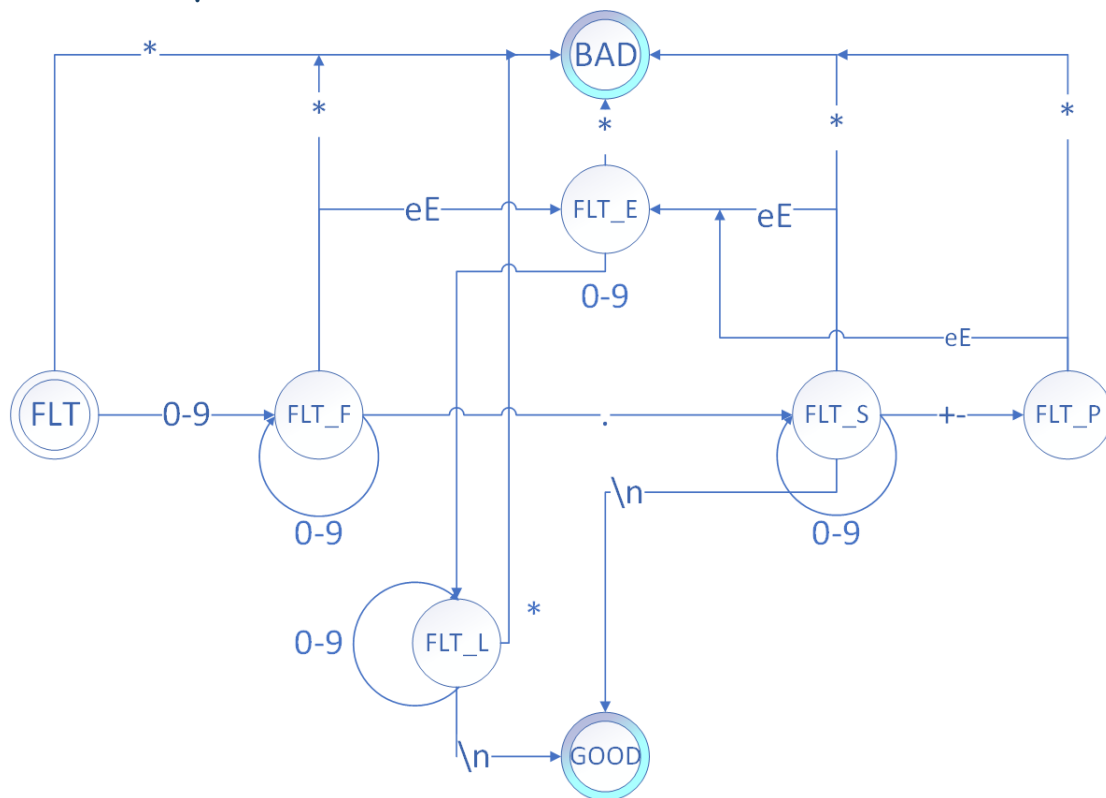 * BAD
* * *
*
eE FLT_E eE
0-9
eE
FLT 0-9 FLT_F . FLT_S +- FLT_P
\n
0-9 0-9
*
0-9 FLT_L
\n GOOD